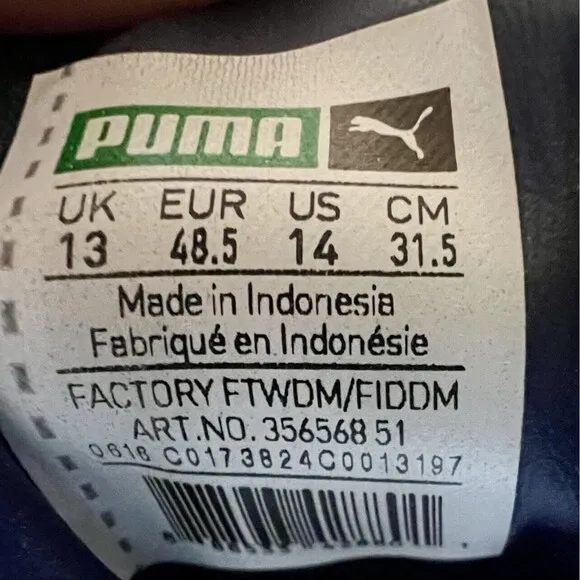 PUMA
UK EUR US CM
13 48.5 14 31.5
Made in Indonesia
Fabriqué en Indonésie
FACTORY FTWDM/FIDDM
ART.NO. 356568 51
0616 C0173824C0013197